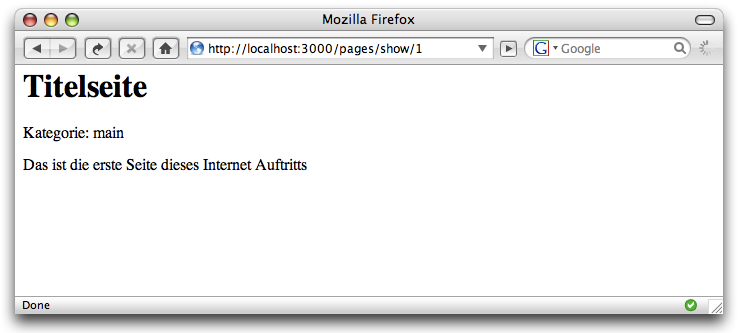 Mozilla Firefox
http://localhost:3000/pages/show/1
G Google
Titelseite
Kategorie: main
Das ist die erste Seite dieses Internet Auftritts
Done